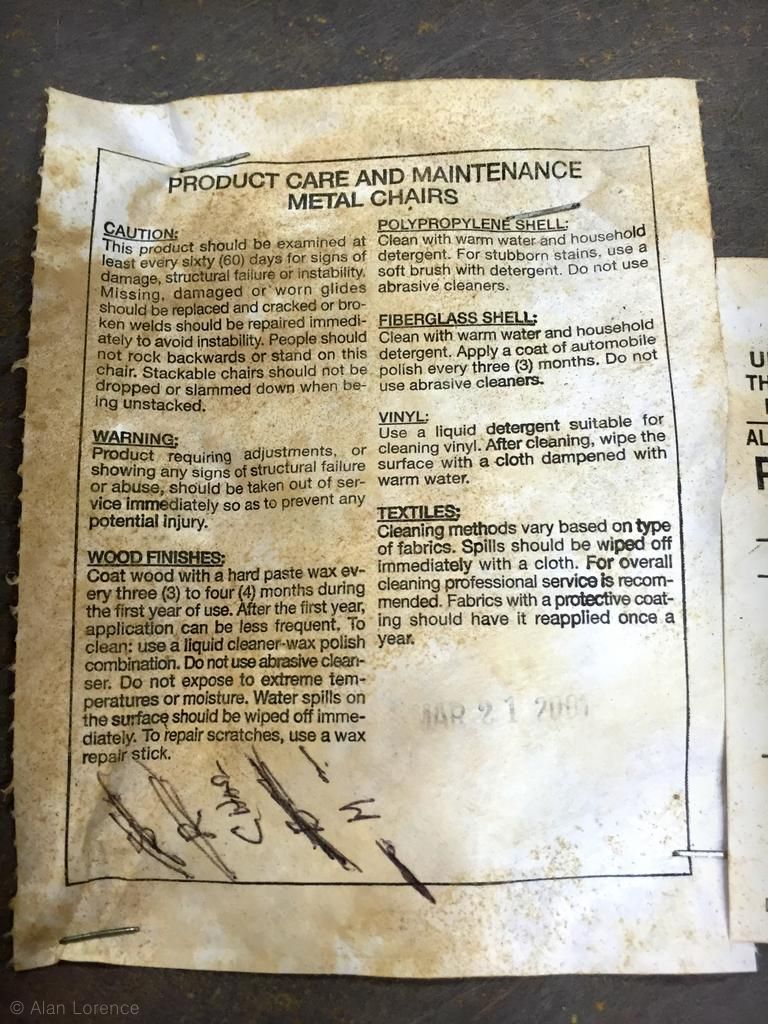 PRODUCT CARE AND MAINTENANCE
METAL CHAIRS
CAUTION:
This product should be examined at
least every sixty (60) days for signs of
damage, structural failure or instability.
Missing, damaged or worn glides
should be replaced and cracked or bro-
ken welds should be repaired immedi-
ately to avoid instability. People should
not rock backwards or stand on this
chair. Stackable chairs should not be
dropped or slammed down when be-
ing unstacked.
WARNING:
Product requiring adjustments, or
showing any signs of structural failure
or abuse, should be taken out of ser-
vice immediately so as to prevent any
potential injury.
WOOD FINISHES:
Coat wood with a hard paste wax ev-
ery three (3) to four (4) months during
the first year of use. After the first year,
application can be less frequent. To
clean: use a liquid cleaner-wax polish
combination. Do not use abrasive clean-
ser. Do not expose to extreme tem-
peratures or moisture. Water spills on
the surface should be wiped off imme-
diately. To repair scratches, use a wax
repair stick.
POLYPROPYLENE SHELL:
Clean with warm water and household
detergent. For stubborn stains, use a
soft brush with detergent. Do not use
abrasive cleaners.
FIBERGLASS SHELL:
Clean with warm water and household
detergent. Apply a coat of automobile
polish every three (3) months. Do not
use abrasive cleaners.
VINYL:
Use a liquid detergent suitable for
cleaning vinyl. After cleaning, wipe the
surface with a cloth dampened with
warm water.
TEXTILES:
Cleaning methods vary based on type
of fabrics. Spills should be wiped off
immediately with a cloth. For overall
cleaning professional service is recom-
mended. Fabrics with a protective coat-
ing should have it reapplied once a
year.
MAR 21 2001
U
TH
AL
© Alan Lorence